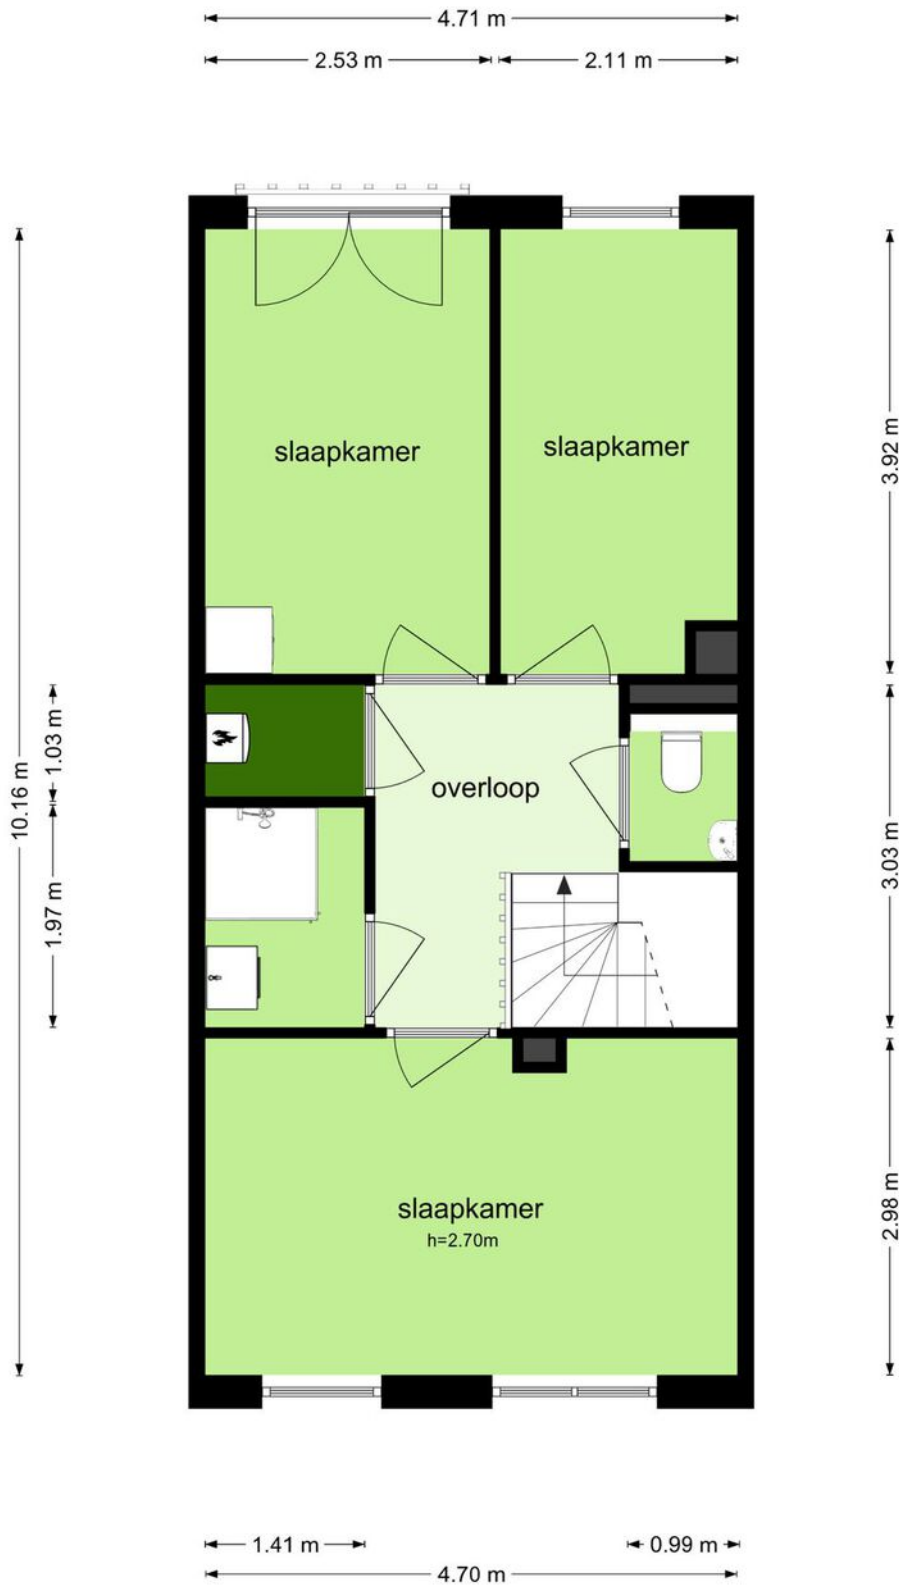 4.71 m
2.53 m
2.11 m
slaapkamer
slaapkamer
3.92 m
10.16 m
1.03 m
overloop
3.03 m
1.97 m
slaapkamer
h=2.70m
2.98 m
1.41 m
0.99 m
4.70 m